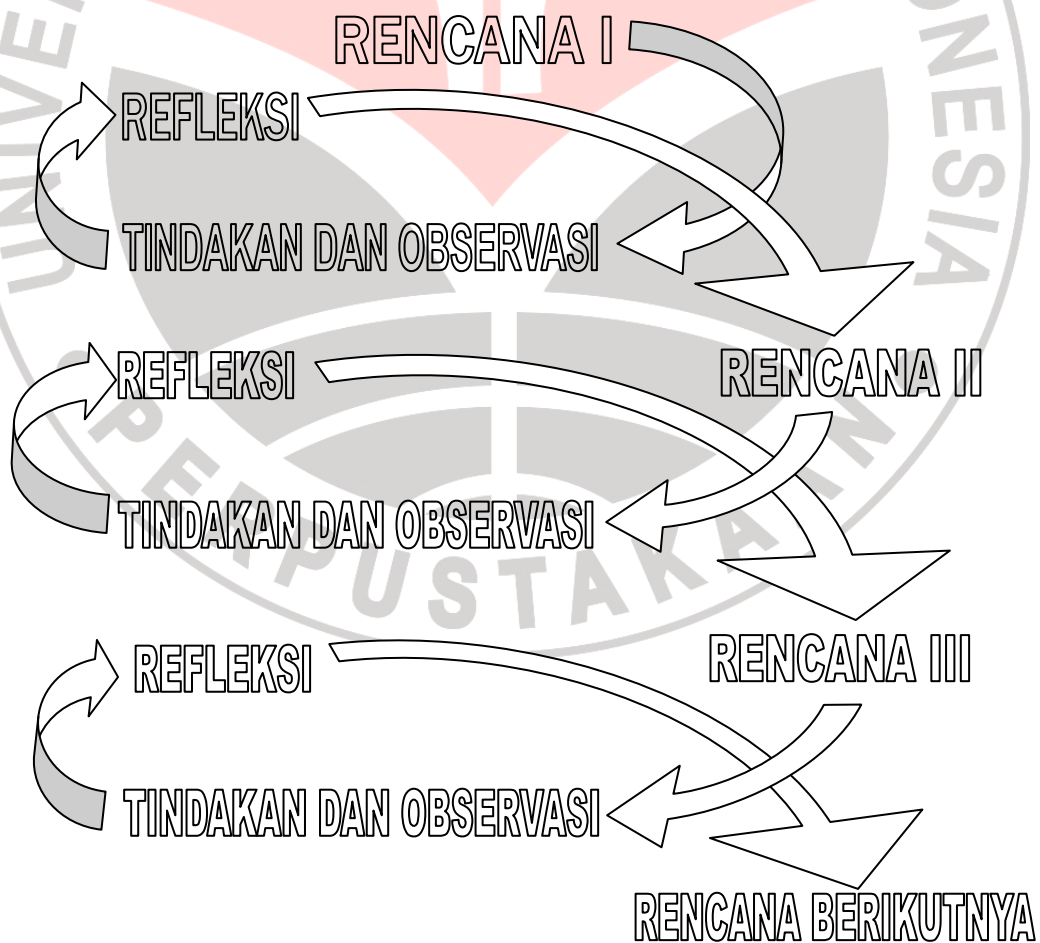 RENCANA I
REFLEKSI
TINDAKAN DAN OBSERVASI
REFLEKSI
RENCANA II
TINDAKAN DAN OBSERVASI
REFLEKSI
RENCANA III
TINDAKAN DAN OBSERVASI
RENCANA BERIKUTNYA
PERPUSTAKAAN